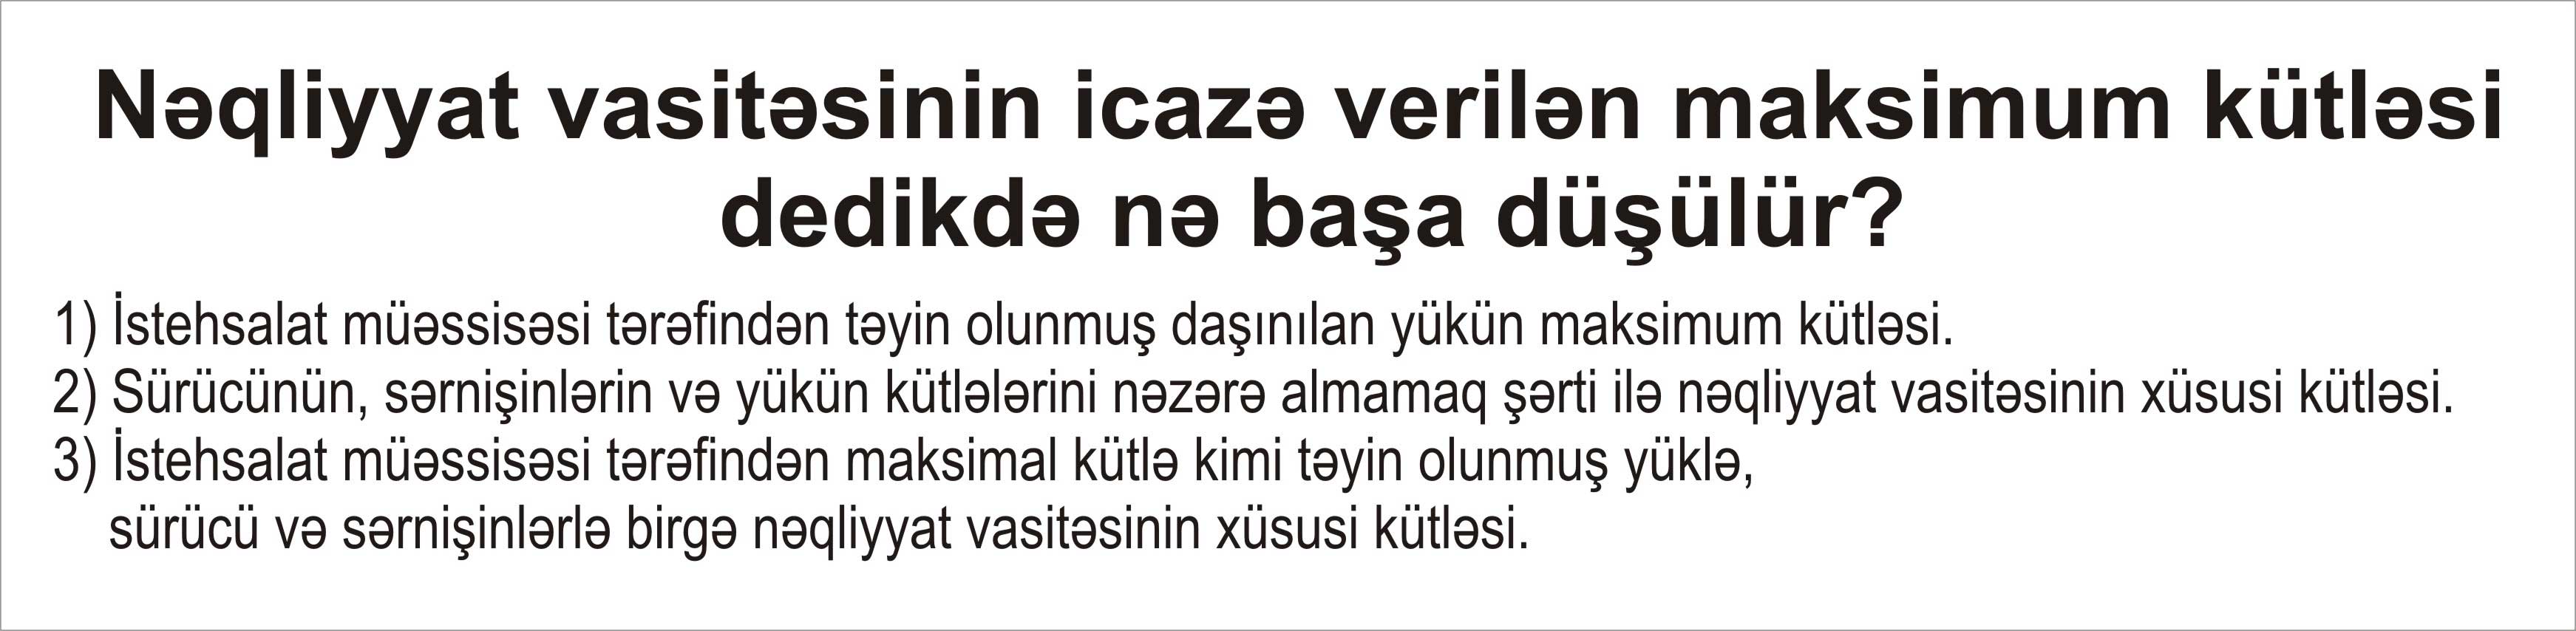 Nəqliyyat vasitəsinin icazə verilən maksimum kütləsi
dedikdə nə başa düşülür?
1) İstehsalat müəssisəsi tərəfindən təyin olunmuş daşınılan yükün maksimum kütləsi.
2) Sürücünün, sərnişinlərin və yükün kütlələrini nəzərə almamaq şərti ilə nəqliyyat vasitəsinin xüsusi kütləsi.
3) İstehsalat müəssisəsi tərəfindən maksimal kütlə kimi təyin olunmuş yüklə,
sürücü və sərnişinlərlə birgə nəqliyyat vasitəsinin xüsusi kütləsi.